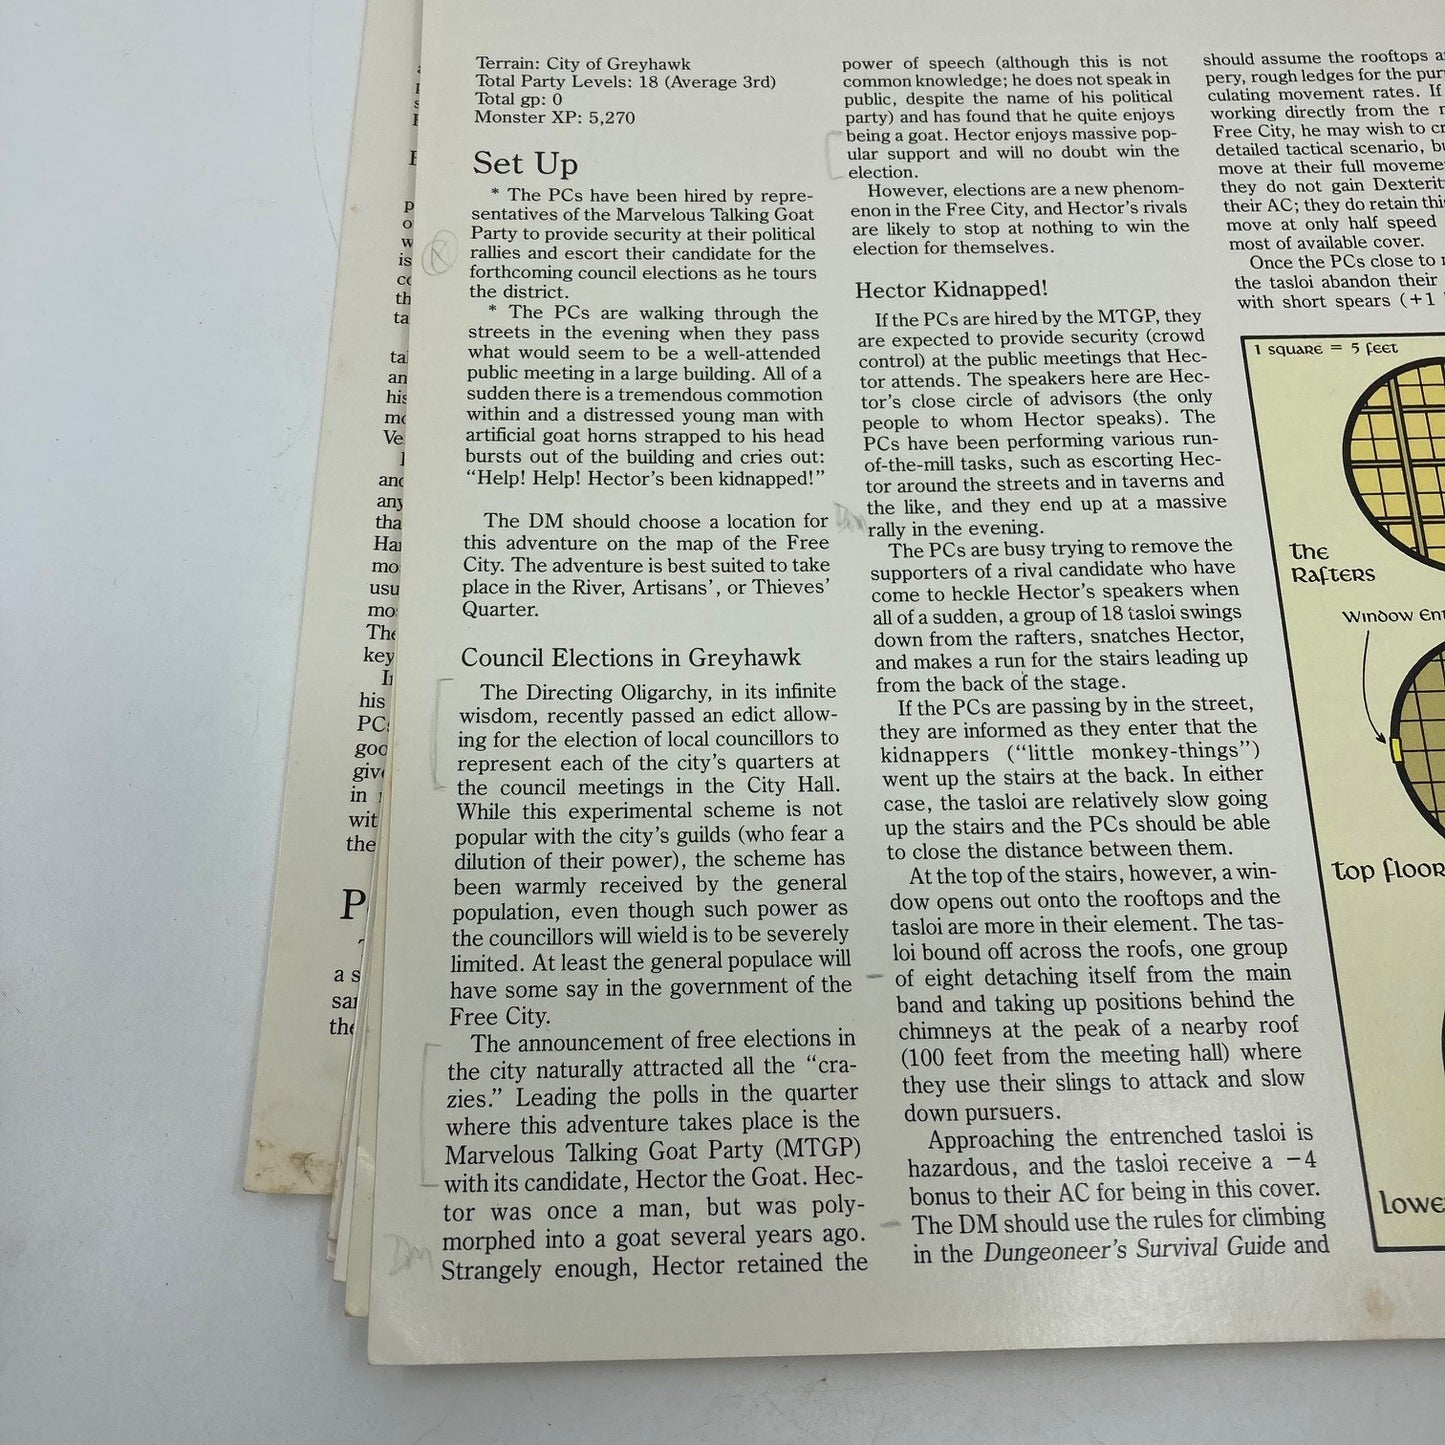 Terrain: City of Greyhawk
Total Party Levels: 18 (Average 3rd)
Total gp: 0
Monster XP: 5,270
Set Up
* The PCs have been hired by repre-
sentatives of the Marvelous Talking Goat
Party to provide security at their political
rallies and escort their candidate for the
forthcoming council elections as he tours
the district.
* The PCs are walking through the
streets in the evening when they pass
what would seem to be a well-attended
public meeting in a large building. All of a
sudden there is a tremendous commotion
within and a distressed young man with
artificial goat horns strapped to his head
bursts out of the building and cries out:
“Help! Help! Hector’s been kidnapped!”
The DM should choose a location for
this adventure on the map of the Free
City. The adventure is best suited to take
place in the River, Artisans’, or Thieves’
Quarter.
Council Elections in Greyhawk
The Directing Oligarchy, in its infinite
wisdom, recently passed an edict allow-
ing for the election of local councillors to
represent each of the city’s quarters at
the council meetings in the City Hall.
While this experimental scheme is not
popular with the city’s guilds (who fear a
dilution of their power), the scheme has
been warmly received by the general
population, even though such power as
the councillors will wield is to be severely
limited. At least the general populace will
have some say in the government of the
Free City.
The announcement of free elections in
the city naturally attracted all the “cra-
zies.” Leading the polls in the quarter
where this adventure takes place is the
Marvelous Talking Goat Party (MTGP)
with its candidate, Hector the Goat. Hec-
tor was once a man, but was poly-
morphed into a goat several years ago.
DM
Strangely enough, Hector retained the
power of speech (although this is not
common knowledge; he does not speak in
public, despite the name of his political
party) and has found that he quite enjoys
being a goat. Hector enjoys massive pop-
ular support and will no doubt win the
election.
However, elections are a new phenom-
enon in the Free City, and Hector’s rivals
are likely to stop at nothing to win the
election for themselves.
Hector Kidnapped!
If the PCs are hired by the MTGP, they
are expected to provide security (crowd
control) at the public meetings that Hec-
tor attends. The speakers here are Hec-
tor’s close circle of advisors (the only
people to whom Hector speaks). The
PCs have been performing various run-
of-the-mill tasks, such as escorting Hec-
tor around the streets and in taverns and
the like, and they end up at a massive
DM
rally in the evening.
The PCs are busy trying to remove the
supporters of a rival candidate who have
come to heckle Hector’s speakers when
all of a sudden, a group of 18 tasloi swings
down from the rafters, snatches Hector,
and makes a run for the stairs leading up
from the back of the stage.
If the PCs are passing by in the street,
they are informed as they enter that the
kidnappers (“little monkey-things”)
went up the stairs at the back. In either
case, the tasloi are relatively slow going
up the stairs and the PCs should be able
to close the distance between them.
At the top of the stairs, however, a win-
dow opens out onto the rooftops and the
tasloi are more in their element. The tas-
loi bound off across the roofs, one group
of eight detaching itself from the main
band and taking up positions behind the
chimneys at the peak of a nearby roof
(100 feet from the meeting hall) where
they use their slings to attack and slow
down pursuers.
Approaching the entrenched tasloi is
hazardous, and the tasloi receive a −4
bonus to their AC for being in this cover.
The DM should use the rules for climbing
in the Dungeoneer’s Survival Guide and
should assume the rooftops
pery, rough ledges for the
culating movement rates. If
working directly from the
Free City, he may wish to
detailed tactical scenario,
move at their full
they do not gain
their AC; they do retain
move at only half speed
most of available cover.
Once the PCs close to
the tasloi abandon their
with short spears (+1
1 square = 5 feet
The
Rafters
Window
Top Floor